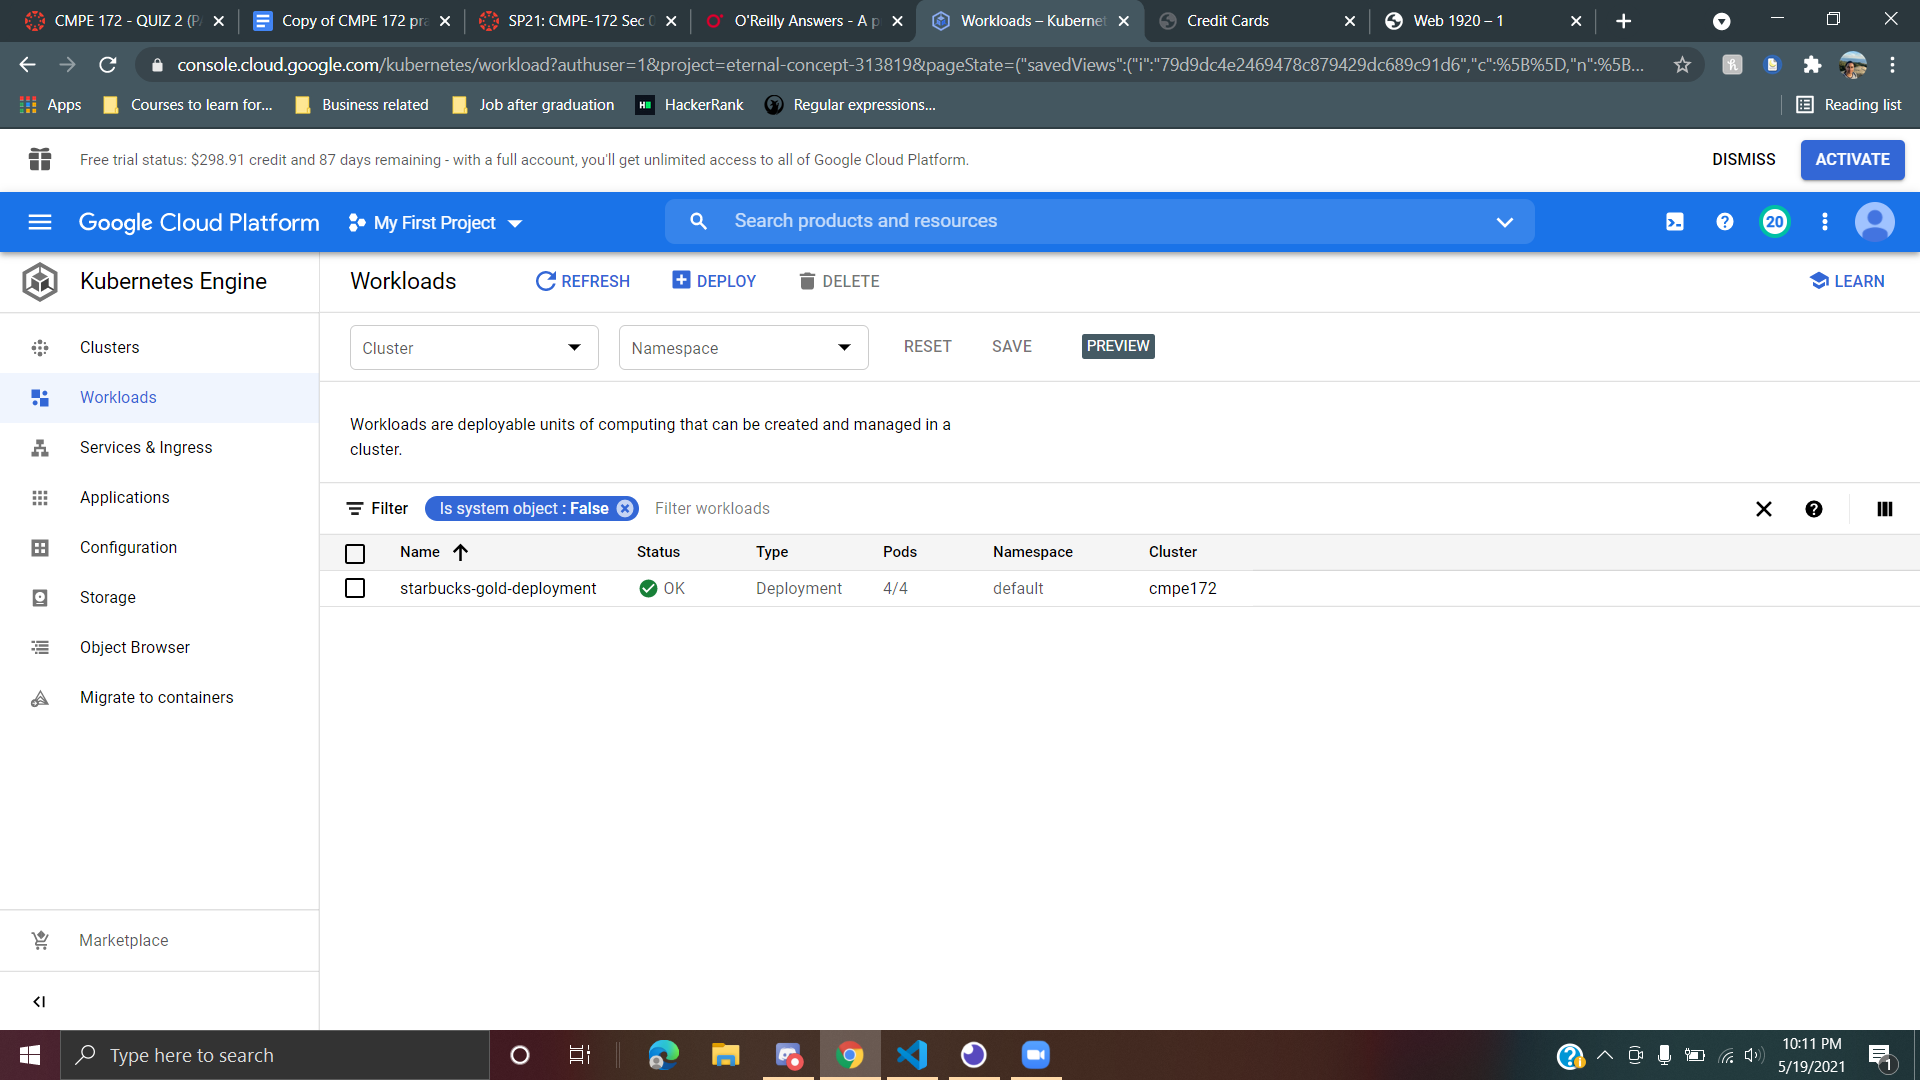 CMPE 172 - QUIZ 2 (PA
Copy of CMPE 172 pra
SP21: CMPE-172 Sec 0
O'Reilly Answers - A p
Workloads – Kubernet
Credit Cards
Web 1920 – 1
console.cloud.google.com/kubernetes/workload?authuser=1&project=eternal-concept-313819&pageState=("savedViews":("i":"79d9dc4e2469478c879429dc689c91d6","c":%5B%5D,"n":%5B...
Apps
Courses to learn for...
Business related
Job after graduation
HackerRank
Regular expressions...
Reading list
Free trial status: $298.91 credit and 87 days remaining - with a full account, you'll get unlimited access to all of Google Cloud Platform.
DISMISS
ACTIVATE
Google Cloud Platform
My First Project
Search products and resources
20
Kubernetes Engine
Workloads
REFRESH
DEPLOY
DELETE
LEARN
Clusters
Workloads
Services & Ingress
Applications
Configuration
Storage
Object Browser
Migrate to containers
Marketplace
Cluster
Namespace
RESET
SAVE
PREVIEW
Workloads are deployable units of computing that can be created and managed in a
cluster.
Filter
Is system object : False
Filter workloads
Name Status Type Pods Namespace Cluster
starbucks-gold-deployment OK Deployment 4/4 default cmpe172
Type here to search
10:11 PM
5/19/2021
1